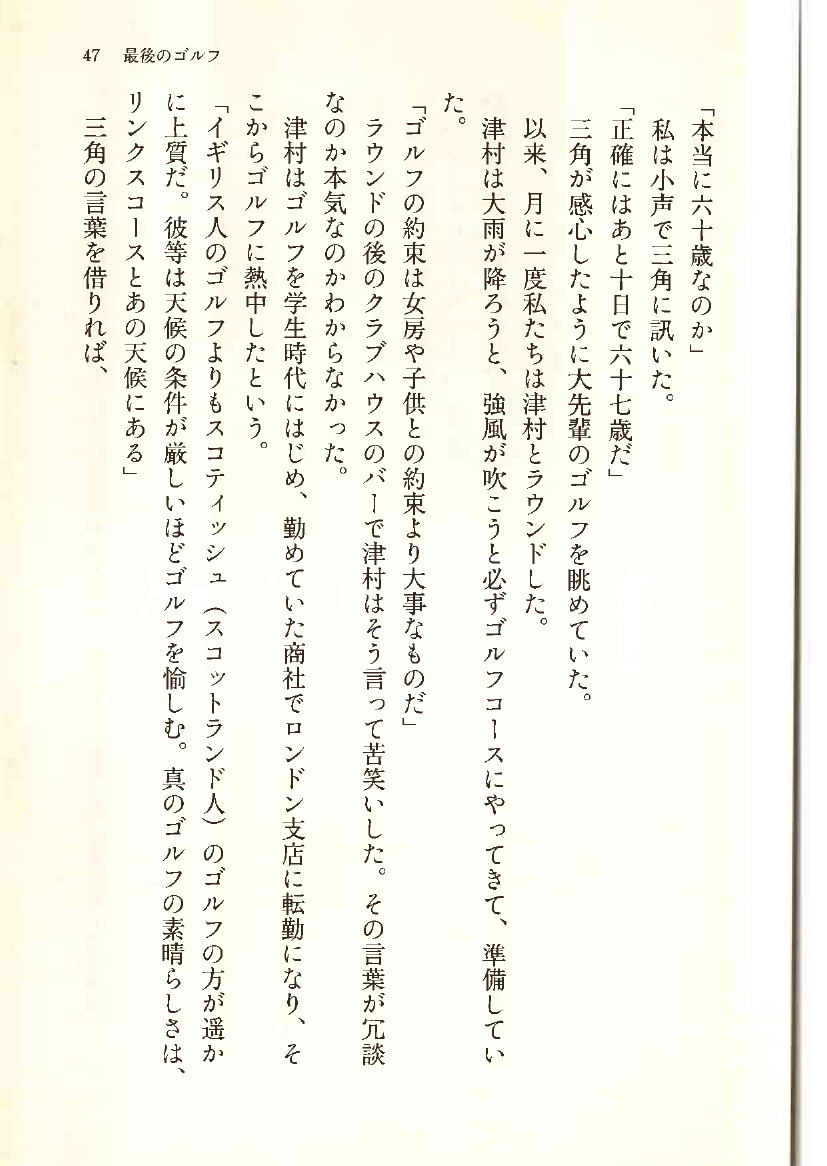 47 最後のゴルフ
「本当に六十歳なのか」
私は小声で三角に訊いた。
「正確にはあと十日で六十七歳だ」
三角が感心したように大先輩のゴルフを眺めていた。
以来、月に一度私たちは津村とラウンドした。
津村は大雨が降ろうと、強風が吹こうと必ずゴルフコースにやってきて、準備してい
た。
「ゴルフの約束は女房や子供との約束より大事なものだ」
ラウンドの後のクラブハウスのバーで津村はそう言って苦笑いした。その言葉が冗談
なのか本気なのかわからなかった。
津村はゴルフを学生時代にはじめ、勤めていた商社でロンドン支店に転勤になり、そ
こからゴルフに熱中したという。
「イギリス人のゴルフよりもスコティッシュ（スコットランド人）のゴルフの方が遥か
に上質だ。彼等は天候の条件が厳しいほどゴルフを愉しむ。真のゴルフの素晴らしさは、
リンクスコースとあの天候にある」
三角の言葉を借りれば、